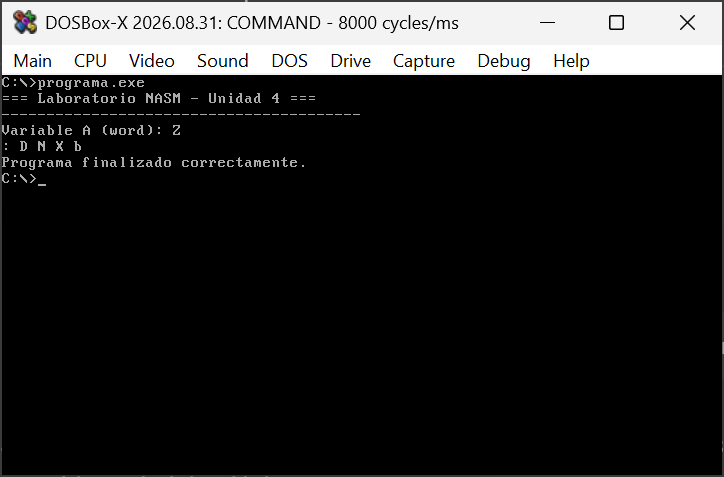 DOSBox-X 2026.08.31: COMMAND - 8000 cycles/ms
Main CPU Video Sound DOS Drive Capture Debug Help
C:\>programa.exe
=== Laboratorio NASM - Unidad 4 ===
----------------------------------------
Variable A (word): Z
: D N X b
Programa finalizado correctamente.
C:\>_